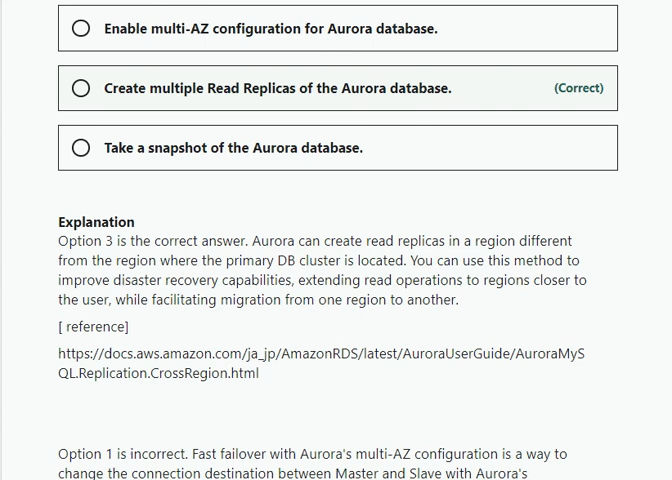 Enable multi-AZ configuration for Aurora database.
Create multiple Read Replicas of the Aurora database. (Correct)
Take a snapshot of the Aurora database.
Explanation
Option 3 is the correct answer. Aurora can create read replicas in a region different
from the region where the primary DB cluster is located. You can use this method to
improve disaster recovery capabilities, extending read operations to regions closer to
the user, while facilitating migration from one region to another.
[ reference]
https://docs.aws.amazon.com/ja_jp/AmazonRDS/latest/AuroraUserGuide/AuroraMyS
QL.Replication.CrossRegion.html
Option 1 is incorrect. Fast failover with Aurora's multi-AZ configuration is a way to
change the connection destination between Master and Slave with Aurora's